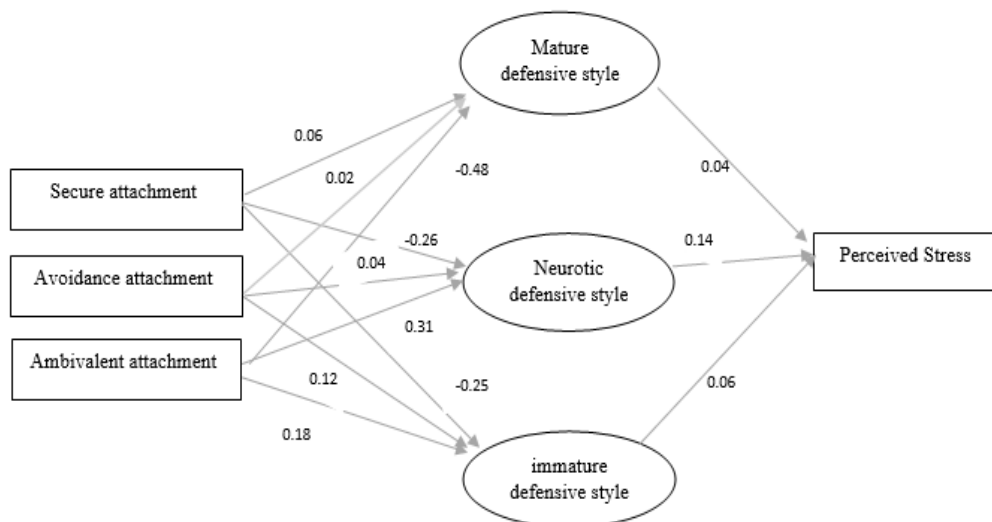 Mature
defensive style
0.06
0.02
-0.48
0.04
Secure attachment
-0.26
0.14
Avoidance attachment
0.04
Neurotic
defensive style
Perceived Stress
0.31
Ambivalent attachment
0.12
-0.25
0.06
0.18
immature
defensive style